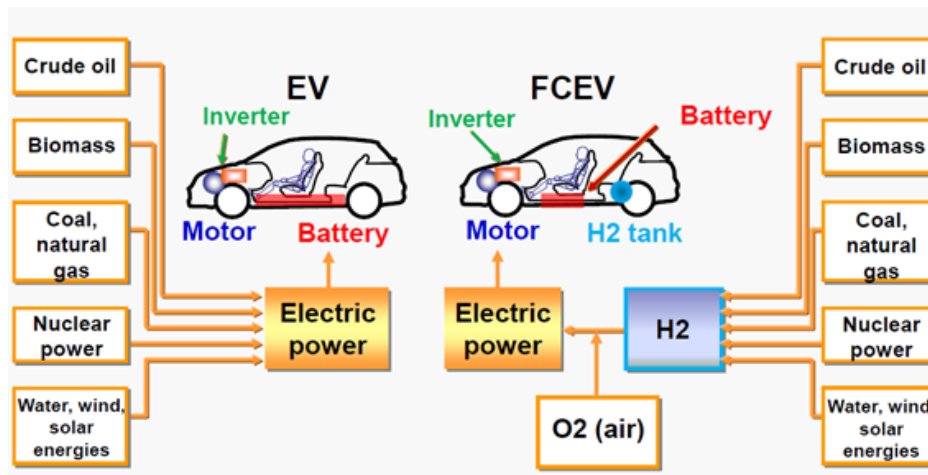 Crude oil
Biomass
Coal,
natural
gas
Nuclear
power
Water, wind,
solar
energies
EV
Inverter
Motor
Battery
Electric
power
FCEV
Inverter
Battery
Motor
H2 tank
Electric
power
H2
O2 (air)
Crude oil
Biomass
Coal,
natural
gas
Nuclear
power
Water, wind,
solar
energies